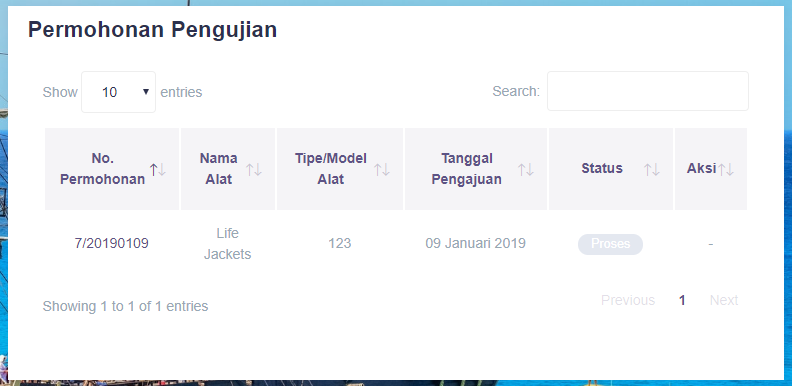 Permohonan Pengujian
Show 10 entries
Search:
No. Permohonan
Nama Alat
Tipe/Model Alat
Tanggal Pengajuan
Status
Aksi
7/20190109
Life Jackets
123
09 Januari 2019
Proses
-
Showing 1 to 1 of 1 entries
Previous 1 Next